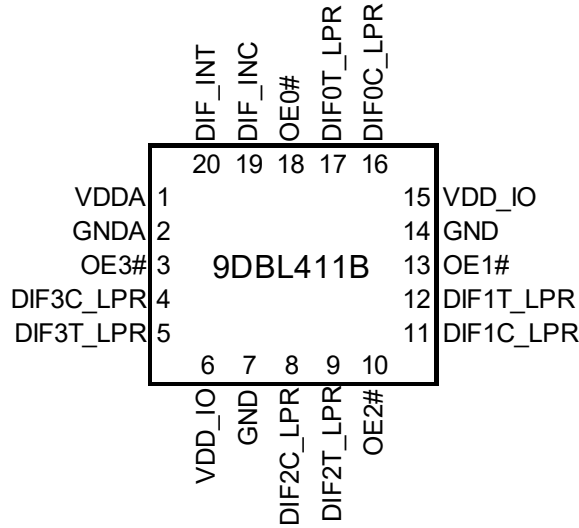 DIF_INT
DIF_INC
OE0#
DIF0T_LPR
DIF0C_LPR
20 19 18 17 16
VDDA 1
GNDA 2
OE3# 3
DIF3C_LPR 4
DIF3T_LPR 5
9DBL411B
15 VDD_IO
14 GND
13 OE1#
12 DIF1T_LPR
11 DIF1C_LPR
6 7 8 9 10
VDD_IO
GND
DIF2C_LPR
DIF2T_LPR
OE2#